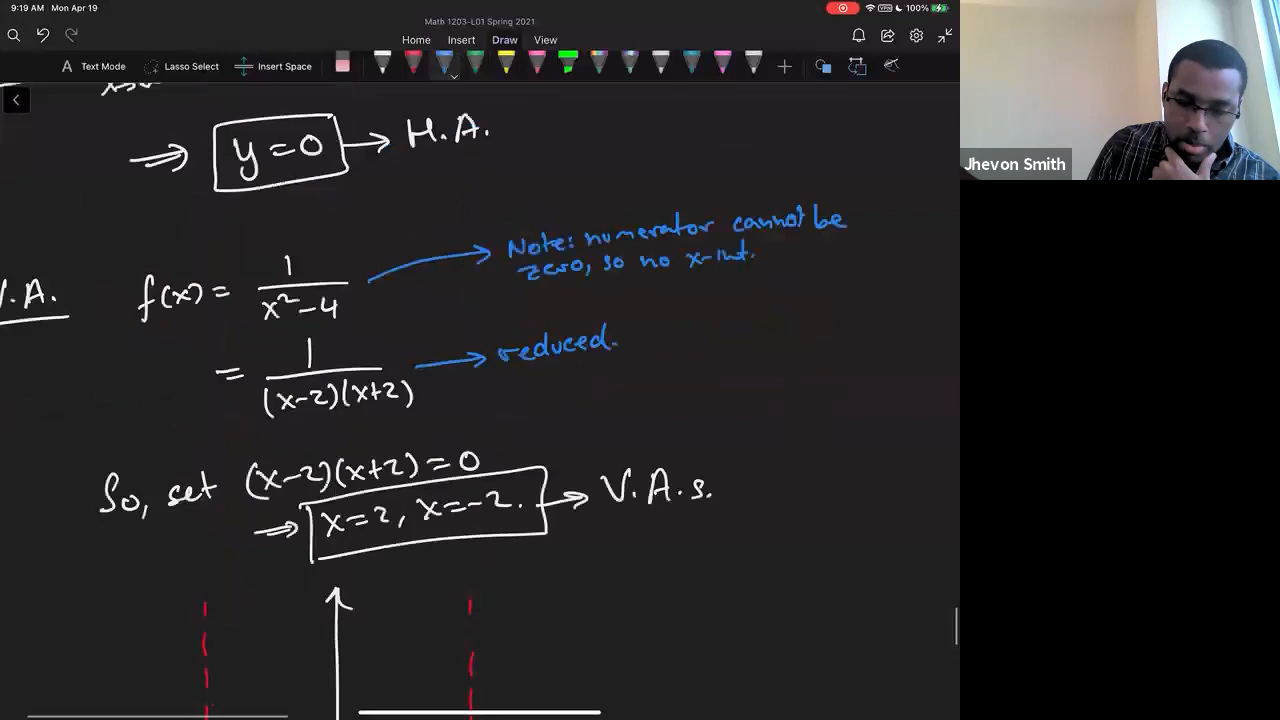 9:19 AM Mon Apr 19
100%
Math 1203-L01 Spring 2021
Home Insert Draw View
Text Mode Lasso Select Insert Space
⇒ y=0 → H.A.
Note: numerator cannot be
zero, so no x-int.
V.A. f(x) = 1/(x²-4)
= 1/((x-2)(x+2)) → reduced.
So, set (x-2)(x+2)=0
⇒ x=2, x=-2. → V.A.s.
Jhevon Smith